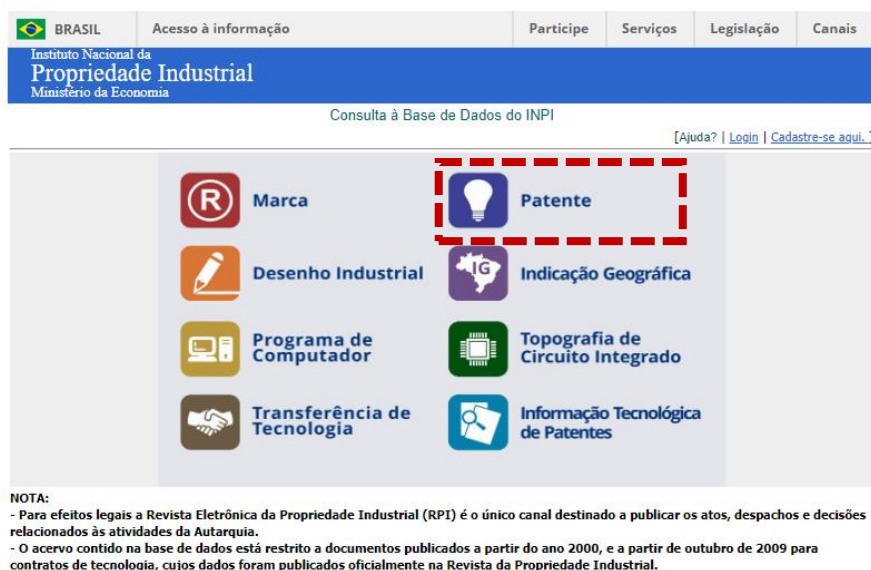 BRASIL Acesso à informação Participe Serviços Legislação Canais
Instituto Nacional da
Propriedade Industrial
Ministério da Economia
Consulta à Base de Dados do INPI
[Ajuda? | Login | Cadastre-se aqui. ]
R Marca
Patente
Desenho Industrial
IG Indicação Geográfica
Programa de
Computador
Topografia de
Circuito Integrado
Transferência de
Tecnologia
Informação Tecnológica
de Patentes
NOTA:
- Para efeitos legais a Revista Eletrônica da Propriedade Industrial (RPI) é o único canal destinado a publicar os atos, despachos e decisões
relacionados às atividades da Autarquia.
- O acervo contido na base de dados está restrito a documentos publicados a partir do ano 2000, e a partir de outubro de 2009 para
contratos de tecnologia, cujos dados foram publicados oficialmente na Revista da Propriedade Industrial.